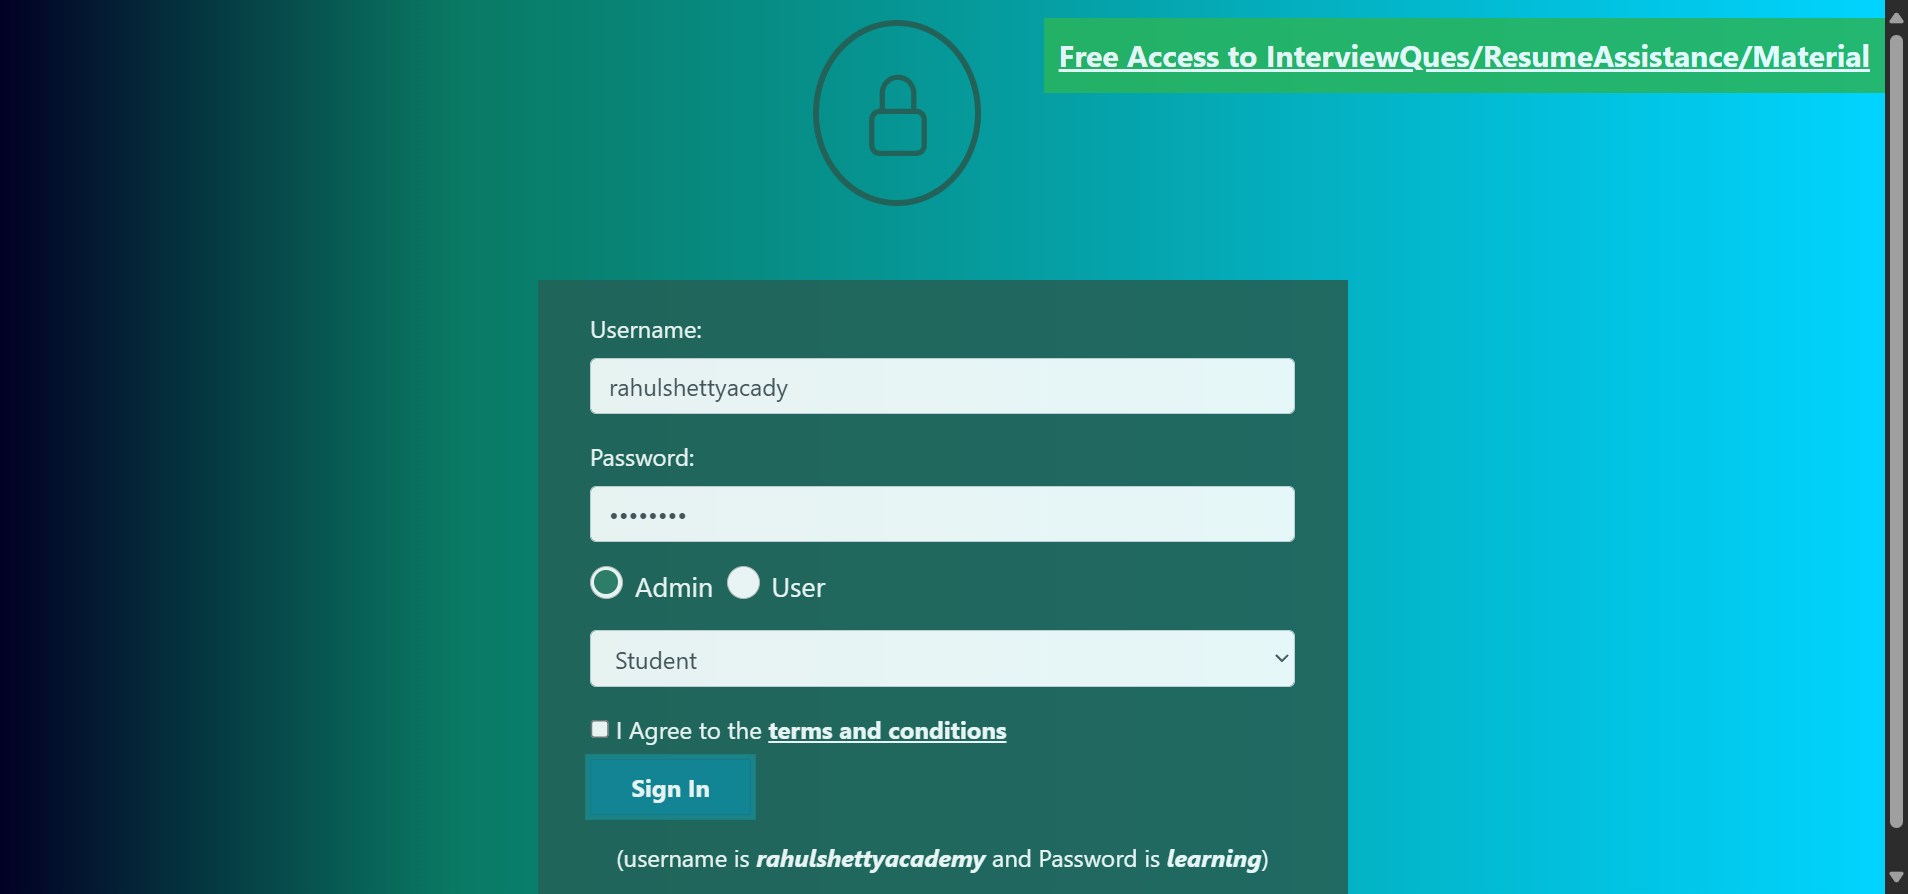 Free Access to InterviewQues/ResumeAssistance/Material
Username:
rahulshettyacady
Password:
••••••••
Admin User
Student
I Agree to the terms and conditions
Sign In
(username is rahulshettyacademy and Password is learning)